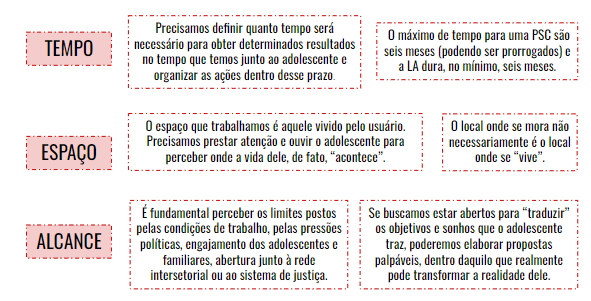 TEMPO
Precisamos definir quanto tempo será
necessário para obter determinados resultados
no tempo que temos junto ao adolescente e
organizar as ações dentro desse prazo.
O máximo de tempo para uma PSC são
seis meses (podendo ser prorrogados) e
a LA dura, no mínimo, seis meses.
ESPAÇO
O espaço que trabalhamos é aquele vivido pelo usuário.
Precisamos prestar atenção e ouvir o adolescente para
perceber onde a vida dele, de fato, “acontece”.
O local onde se mora não
necessariamente é o local
onde se “vive”.
ALCANCE
É fundamental perceber os limites postos
pelas condições de trabalho, pelas pressões
políticas, engajamento dos adolescentes e
familiares, abertura junto à rede
intersetorial ou ao sistema de justiça.
Se buscamos estar abertos para “traduzir”
os objetivos e sonhos que o adolescente
traz, poderemos elaborar propostas
palpáveis, dentro daquilo que realmente
pode transformar a realidade dele.